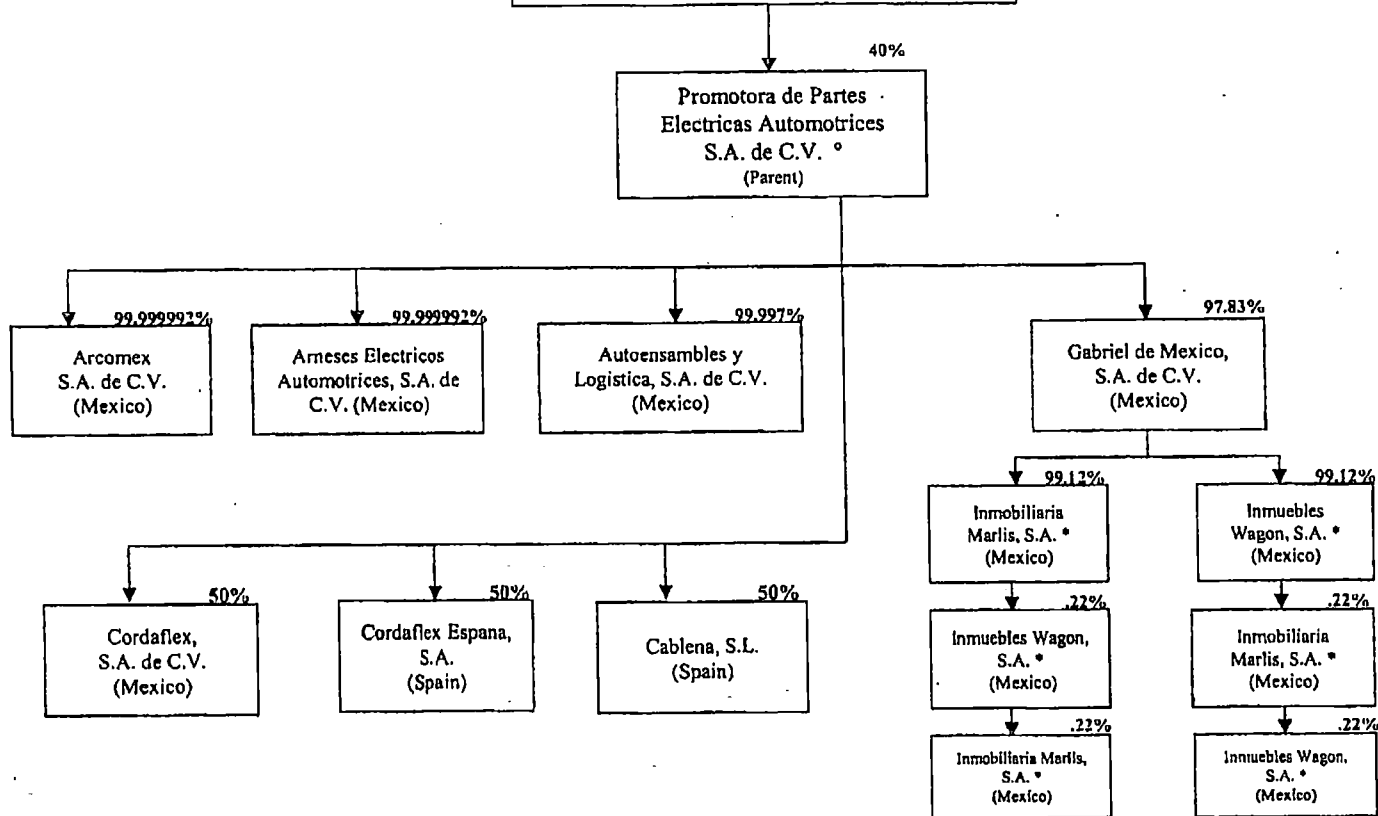 40%
Promotora de Partes
Electricas Automotrices
S.A. de C.V. °
(Parent)
99.999992%
Arcomex
S.A. de C.V.
(Mexico)
99.999992%
Arneses Electricos
Automotrices, S.A. de
C.V. (Mexico)
99.997%
Autoensambles y
Logistica, S.A. de C.V.
(Mexico)
97.83%
Gabriel de Mexico,
S.A. de C.V.
(Mexico)
99.12%
Inmobiliaria
Marlis, S.A. *
(Mexico)
99.12%
Inmuebles
Wagon, S.A. *
(Mexico)
50%
Cordaflex,
S.A. de C.V.
(Mexico)
50%
Cordaflex Espana,
S.A.
(Spain)
50%
Cablena, S.L.
(Spain)
.22%
Inmuebles Wagon,
S.A. *
(Mexico)
.22%
Inmobiliaria
Marlis, S.A. *
(Mexico)
.22%
Inmobiliaria Marlis,
S.A. *
(Mexico)
.22%
Inmuebles Wagon,
S.A. *
(Mexico)